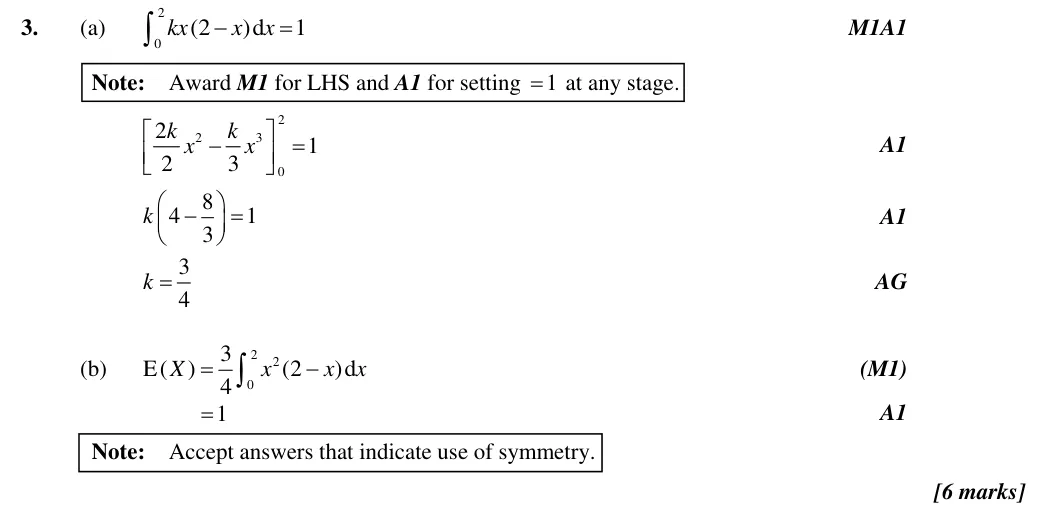 3. (a) ∫₀² kx(2 − x)dx = 1 M1A1
Note: Award M1 for LHS and A1 for setting = 1 at any stage.
[2k/2 x² − k/3 x³]₀² = 1 A1
k(4 − 8/3) = 1 A1
k = 3/4 AG
(b) E(X) = 3/4 ∫₀² x²(2 − x)dx (M1)
= 1 A1
Note: Accept answers that indicate use of symmetry.
[6 marks]